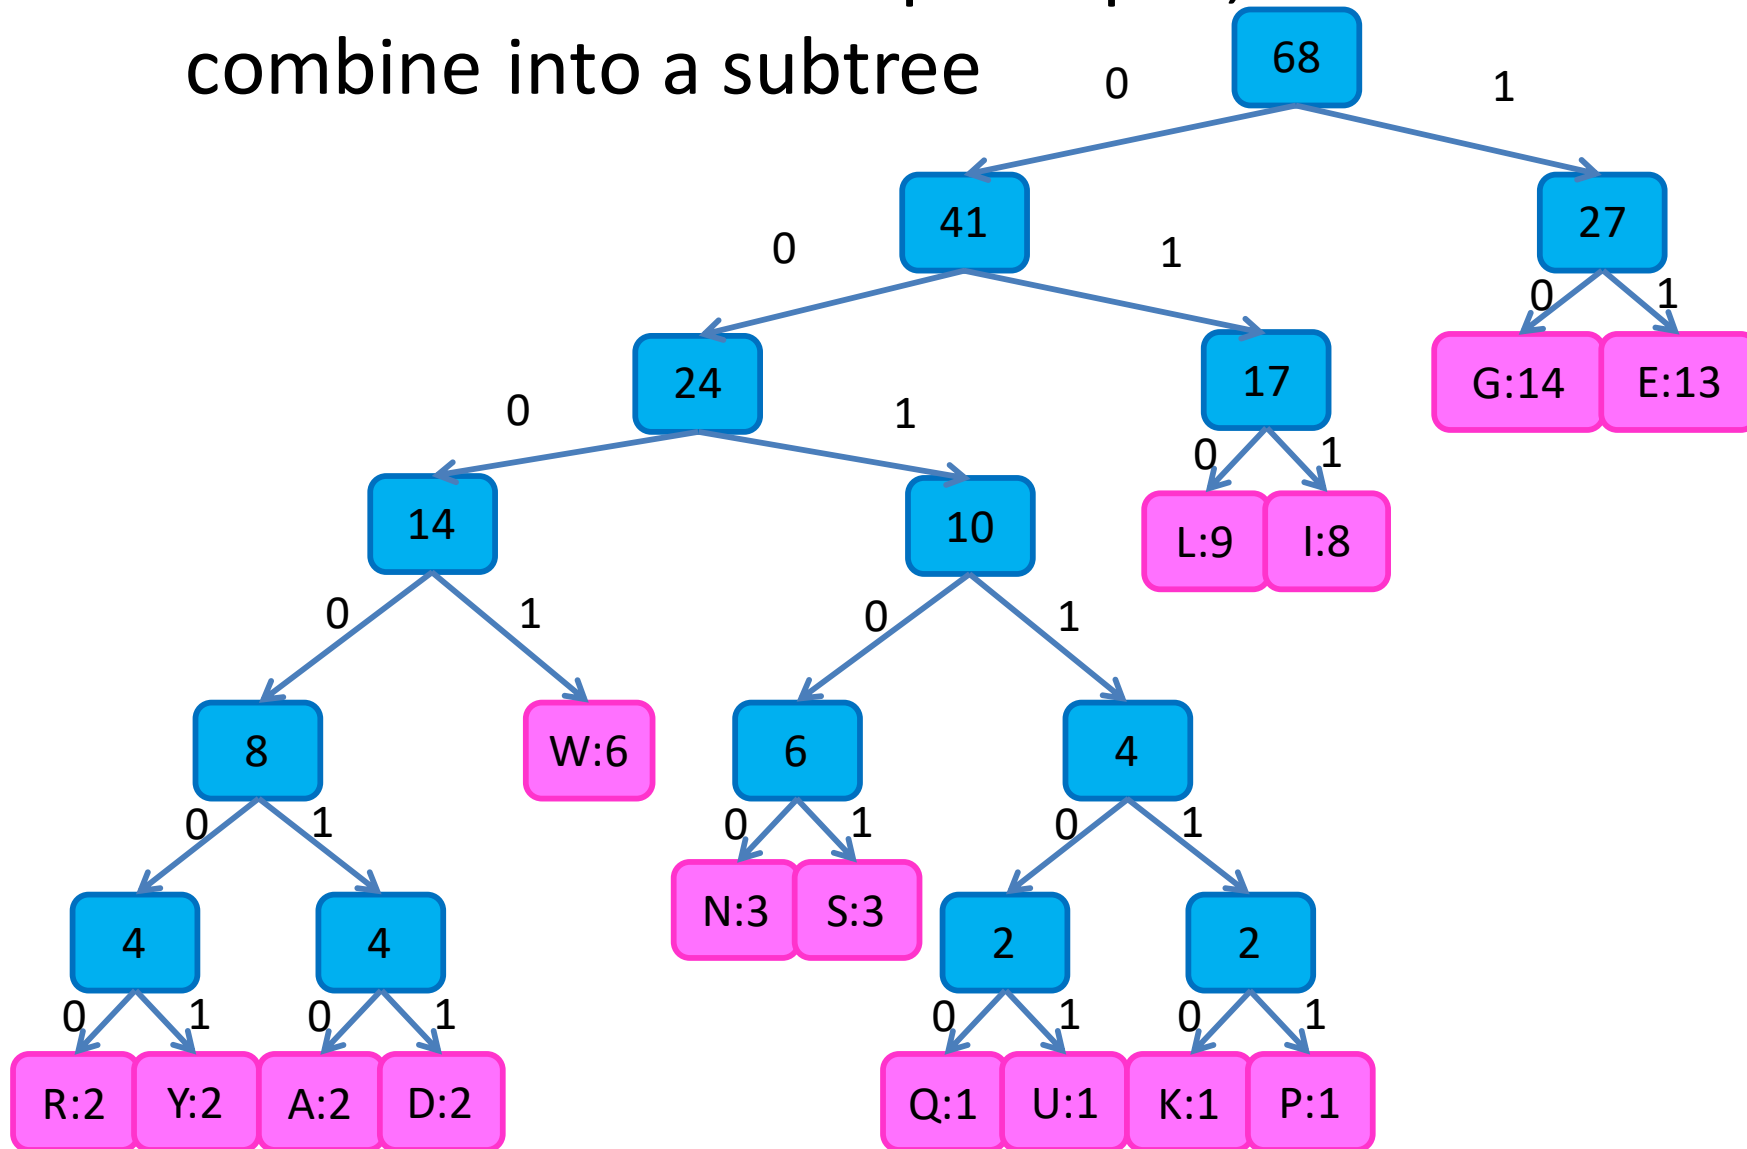 combine into a subtree
68
0 1
41 27
0 1 0 1
24 17 G:14 E:13
0 1 0 1
14 10 L:9 I:8
0 1 0 1
8 W:6 6 4
0 1 0 1 0 1
4 4 N:3 S:3 2 2
0 1 0 1 0 1 0 1
R:2 Y:2 A:2 D:2 Q:1 U:1 K:1 P:1